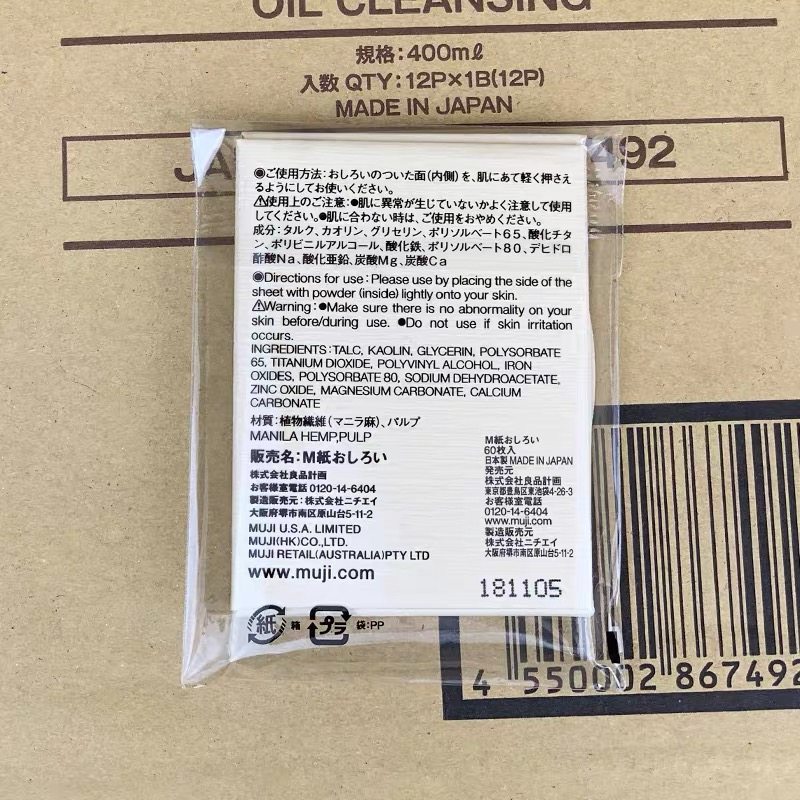 OIL CLEANSING
規格:400mℓ
入数 QTY:12P×1B(12P)
MADE IN JAPAN
JA
492
◉ご使用方法:おしろいのついた面(内側)を、肌にあて軽く押さえ
るようにしてお使いください。
⚠使用上のご注意:●肌に異常が生じていないかよく注意して使用
してください。●肌に合わない時は、ご使用をおやめください。
成分:タルク、カオリン、グリセリン、ポリソルベート65、酸化チタ
ン、ポリビニルアルコール、酸化鉄、ポリソルベート80、デヒドロ
酢酸Na、酸化亜鉛、炭酸Mg、炭酸Ca
◉Directions for use:Please use by placing the side of the
sheet with powder (inside) lightly onto your skin.
⚠Warning:●Make sure there is no abnormality on your
skin before/during use. ●Do not use if skin irritation
occurs.
INGREDIENTS:TALC, KAOLIN, GLYCERIN, POLYSORBATE
65, TITANIUM DIOXIDE, POLYVINYL ALCOHOL, IRON
OXIDES, POLYSORBATE 80, SODIUM DEHYDROACETATE,
ZINC OXIDE, MAGNESIUM CARBONATE, CALCIUM
CARBONATE
材質:植物繊維(マニラ麻)、パルプ
MANILA HEMP,PULP
販売名:M紙おしろい
株式会社良品計画
お客様室電話 0120-14-6404
製造販売元:株式会社ニチエイ
大阪府堺市南区原山台5-11-2
MUJI U.S.A. LIMITED
MUJI(HK)CO.,LTD.
MUJI RETAIL(AUSTRALIA)PTY LTD
www.muji.com
M紙おしろい
60枚入
日本製 MADE IN JAPAN
発売元
株式会社良品計画
東京都豊島区東池袋4-26-3
お客様室電話
0120-14-6404
www.muji.com
製造販売元
株式会社ニチエイ
大阪府堺市南区原山台5-11-2
181105
紙 箱 プラ 袋:PP
4 550002 867492